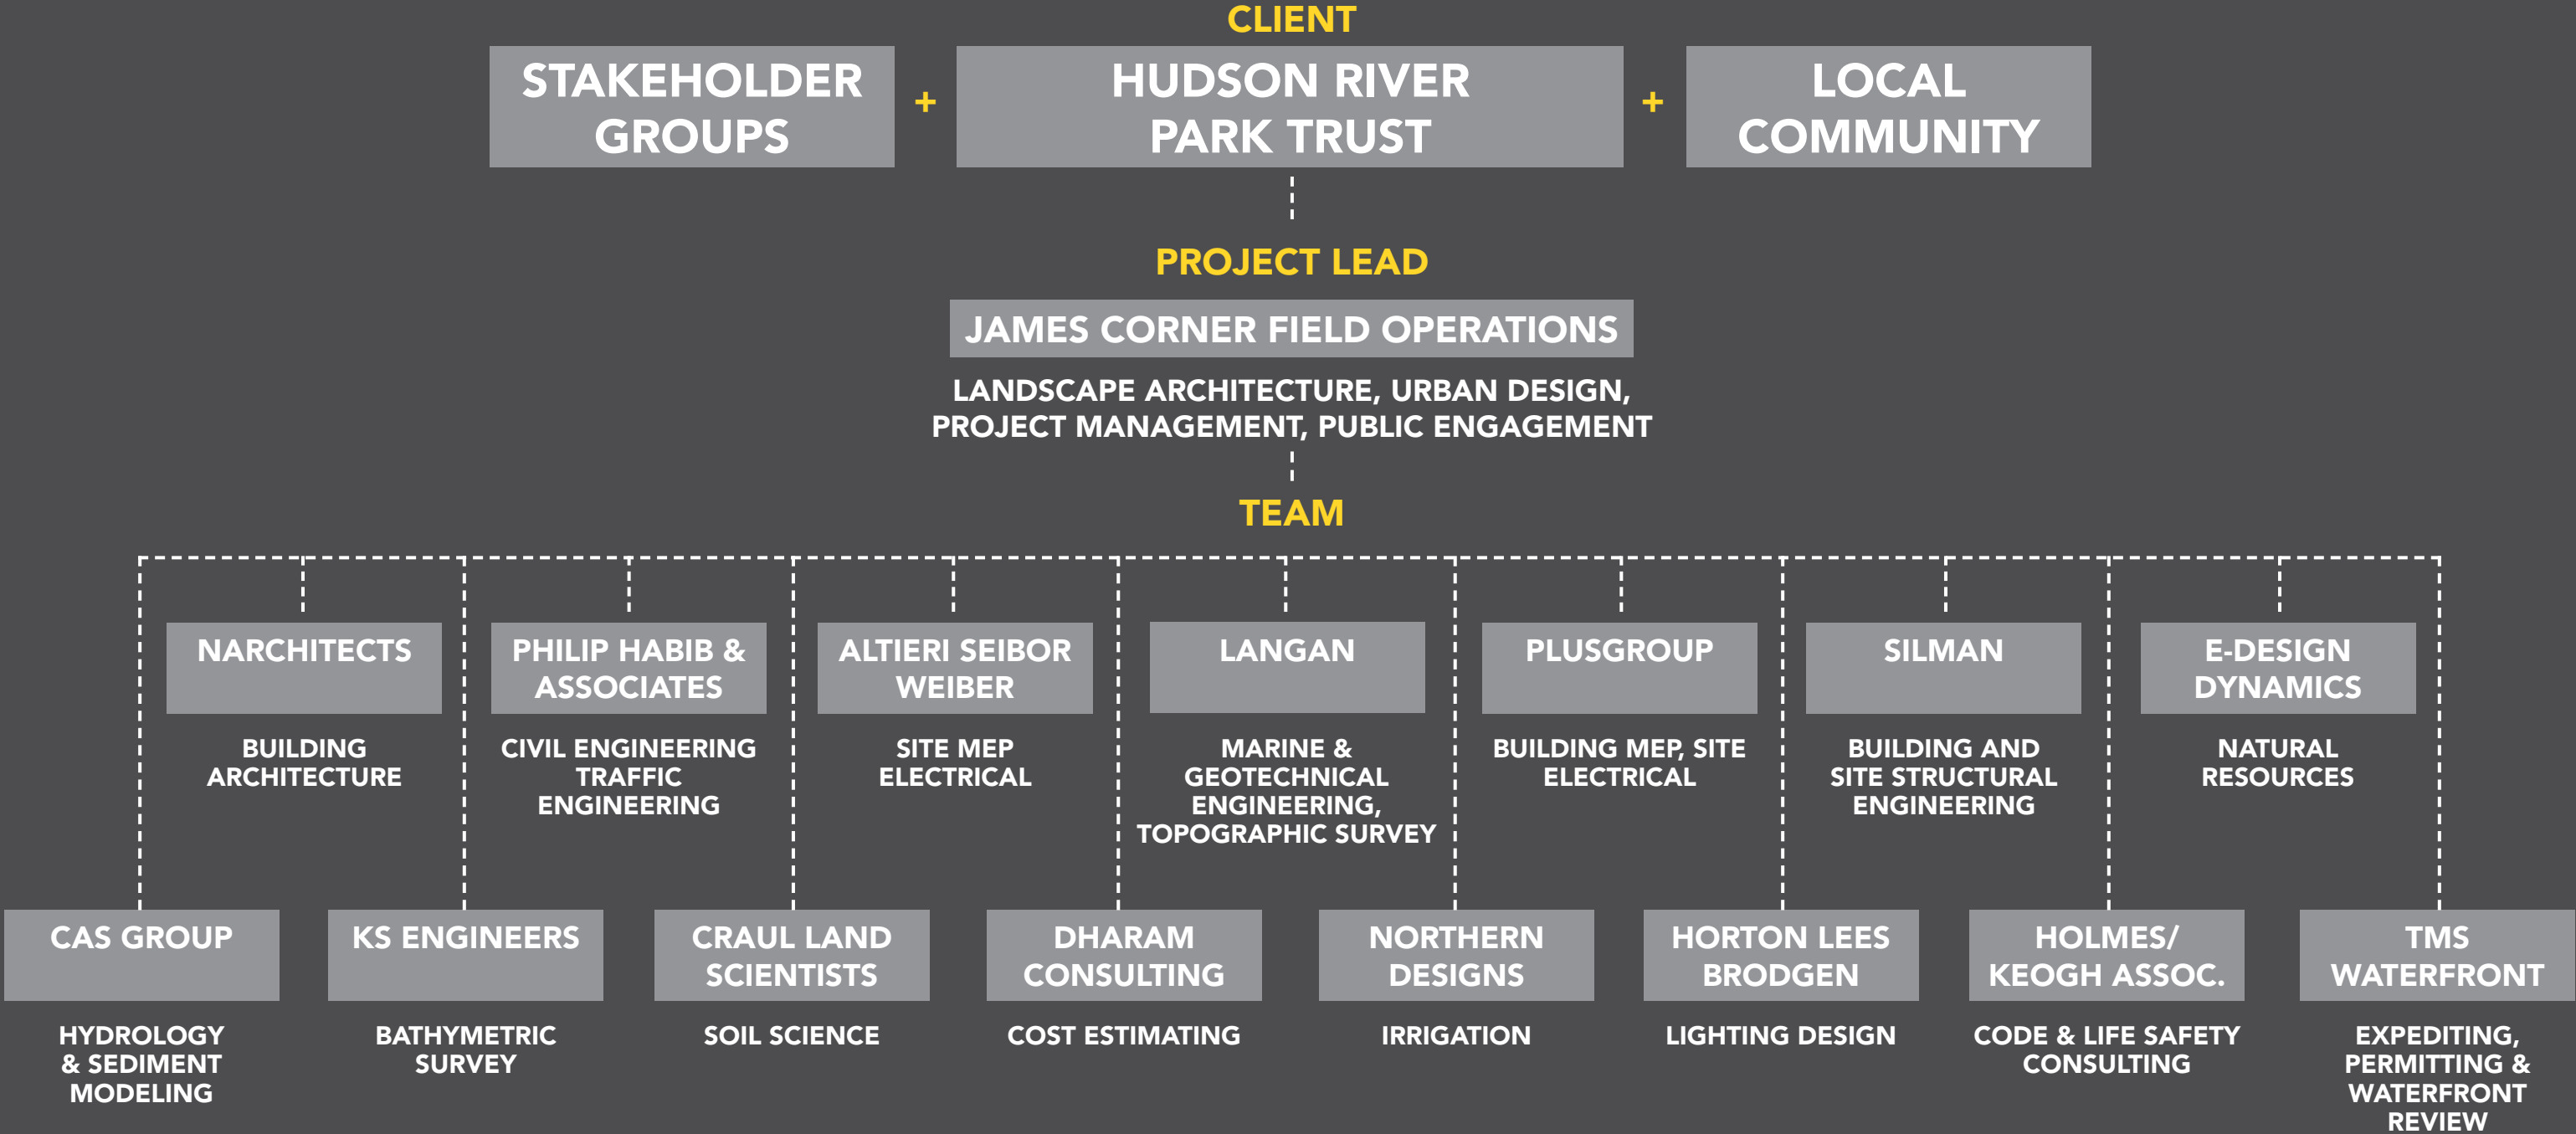 CLIENT
STAKEHOLDER
GROUPS
+
HUDSON RIVER
PARK TRUST
+
LOCAL
COMMUNITY
PROJECT LEAD
JAMES CORNER FIELD OPERATIONS
LANDSCAPE ARCHITECTURE, URBAN DESIGN,
PROJECT MANAGEMENT, PUBLIC ENGAGEMENT
TEAM
NARCHITECTS
BUILDING
ARCHITECTURE
PHILIP HABIB &
ASSOCIATES
CIVIL ENGINEERING
TRAFFIC
ENGINEERING
ALTIERI SEIBOR
WEIBER
SITE MEP
ELECTRICAL
LANGAN
MARINE &
GEOTECHNICAL
ENGINEERING,
TOPOGRAPHIC SURVEY
PLUSGROUP
BUILDING MEP, SITE
ELECTRICAL
SILMAN
BUILDING AND
SITE STRUCTURAL
ENGINEERING
E-DESIGN
DYNAMICS
NATURAL
RESOURCES
CAS GROUP
HYDROLOGY
& SEDIMENT
MODELING
KS ENGINEERS
BATHYMETRIC
SURVEY
CRAUL LAND
SCIENTISTS
SOIL SCIENCE
DHARAM
CONSULTING
COST ESTIMATING
NORTHERN
DESIGNS
IRRIGATION
HORTON LEES
BRODGEN
LIGHTING DESIGN
HOLMES/
KEOGH ASSOC.
CODE & LIFE SAFETY
CONSULTING
TMS
WATERFRONT
EXPEDITING,
PERMITTING &
WATERFRONT
REVIEW